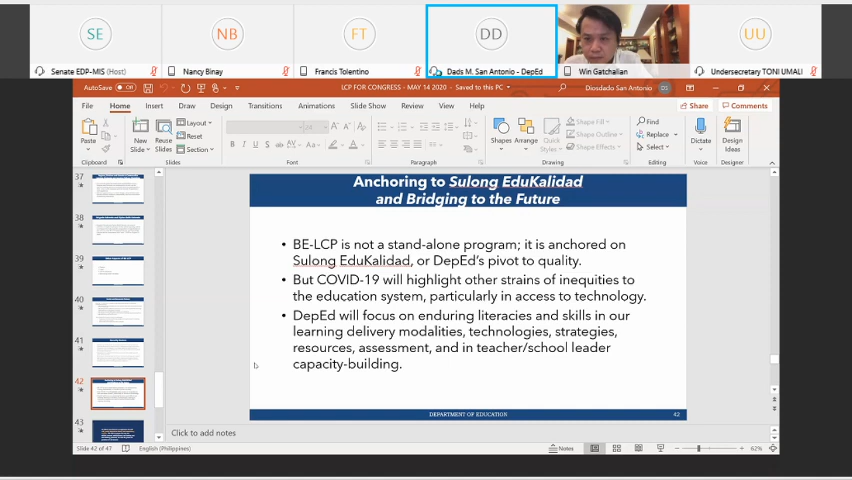 SE
NB
FT
DD
UU
Senate EDP-MIS (Host)
Nancy Binay
Francis Tolentino
Dads M. San Antonio - DepEd
Win Gatchalian
Undersecretary TONI UMALI
AutoSave Off
LCP FOR CONGRESS - MAY 14 2020 - Saved to this PC
Diosdado San Antonio
DS
File Home Insert Design Transitions Animations Slide Show Review View Help
Share
Comments
Paste
New Slide
Reuse Slides
Layout
Reset
Section
Shapes
Arrange
Quick Styles
Shape Fill
Shape Outline
Shape Effects
Find
Replace
Select
Dictate
Design Ideas
Clipboard
Slides
Font
Paragraph
Drawing
Editing
Voice
Designer
37
38
39
40
41
42
43
Anchoring to Sulong EduKalidad
and Bridging to the Future
• BE-LCP is not a stand-alone program; it is anchored on
Sulong EduKalidad, or DepEd's pivot to quality.
• But COVID-19 will highlight other strains of inequities to
the education system, particularly in access to technology.
• DepEd will focus on enduring literacies and skills in our
learning delivery modalities, technologies, strategies,
resources, assessment, and in teacher/school leader
capacity-building.
DEPARTMENT OF EDUCATION
42
Click to add notes
Slide 42 of 47
English (Philippines)
Notes
62%